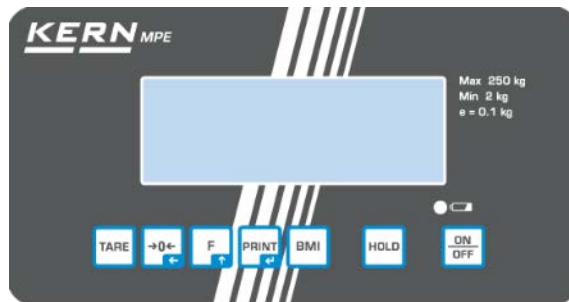 KERN MPE
Max 250 kg
Min 2 kg
e = 0.1 kg
TARE →0← F PRINT BMI HOLD ON OFF